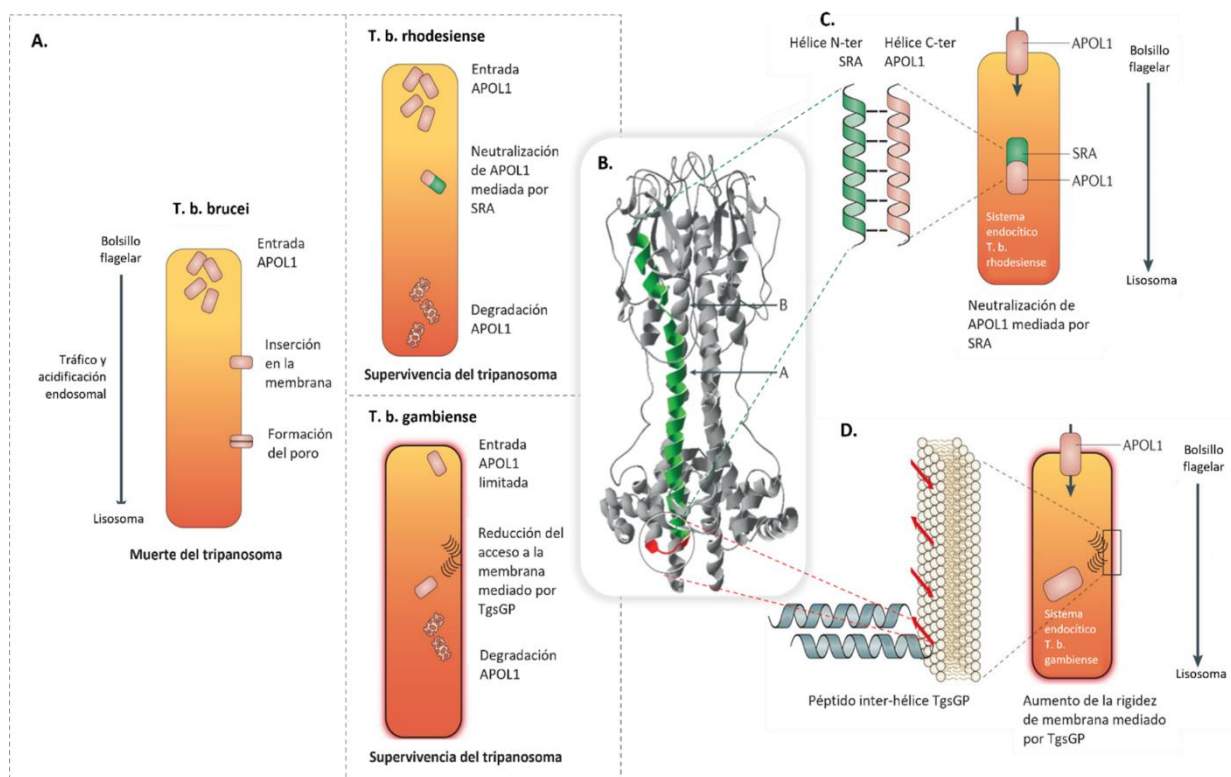 A.
T. b. brucei
Bolsillo
flagelar
Tráfico y
acidificación
endosomal
Lisosoma
Entrada
APOL1
Inserción
en la
membrana
Formación
del poro
Muerte del tripanosoma
T. b. rhodesiense
Entrada
APOL1
Neutralización
de APOL1
mediada por
SRA
Degradación
APOL1
Supervivencia del tripanosoma
T. b. gambiense
Entrada
APOL1
limitada
Reducción del
acceso a la
membrana
mediado por
TgsGP
Degradación
APOL1
Supervivencia del tripanosoma
B.
B
A
C.
Hélice N-ter
SRA
Hélice C-ter
APOL1
APOL1
Bolsillo
flagelar
SRA
APOL1
Sistema
endocítico
T. b.
rhodesiense
Lisosoma
Neutralización de
APOL1 mediada por
SRA
D.
APOL1
Bolsillo
flagelar
Sistema
endocítico
T. b.
gambiense
Lisosoma
Péptido inter-hélice TgsGP
Aumento de la rigidez
de membrana mediado
por TgsGP